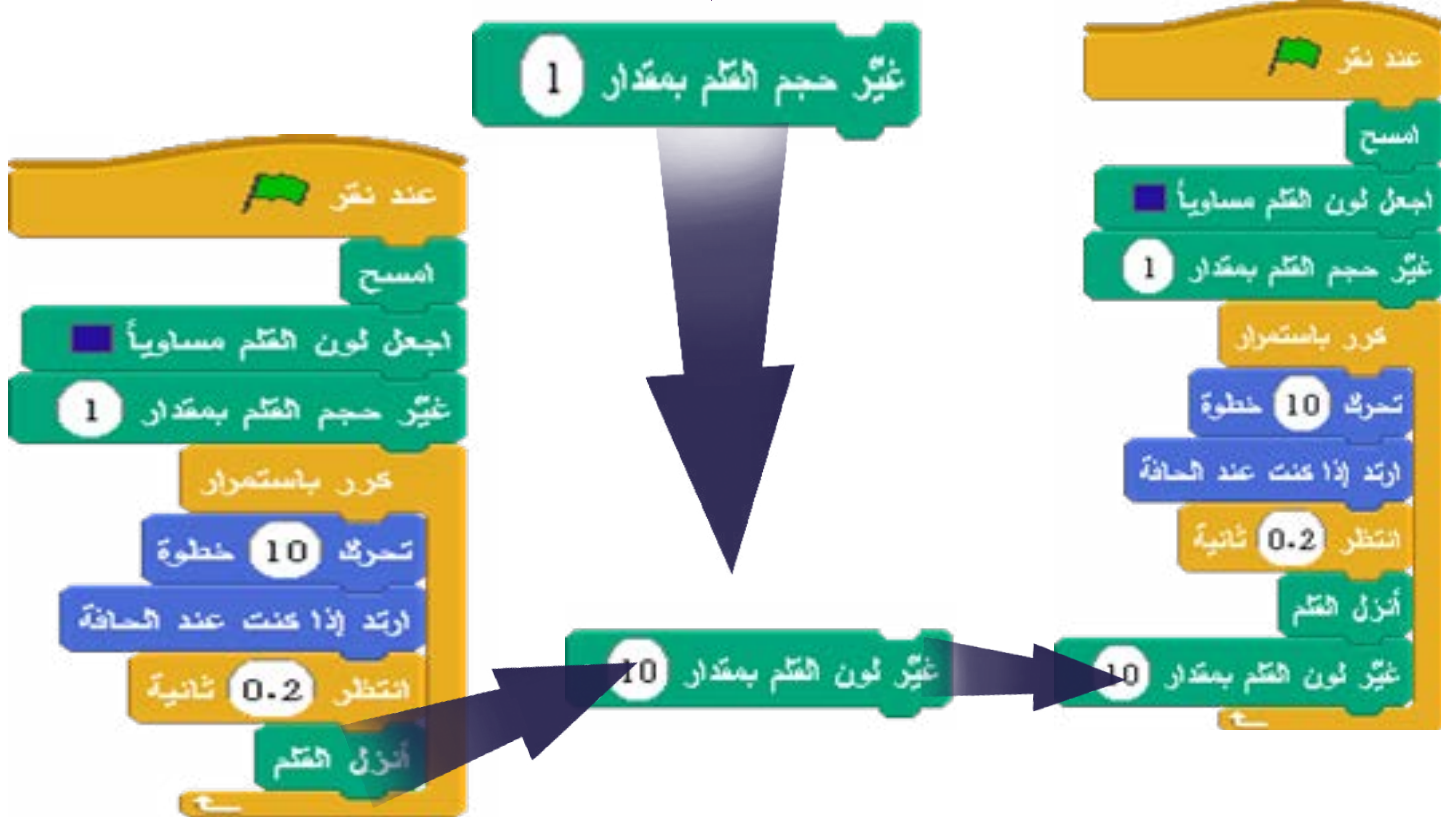 غيّر حجم القلم بمقدار 1
عند نقر
امسح
اجعل لون القلم مساوياً
غيّر حجم القلم بمقدار 1
كرر باستمرار
تحرك 10 خطوة
ارتد إذا كنت عند الحافة
انتظر 0.2 ثانية
أنزل القلم
غيّر لون القلم بمقدار 10
عند نقر
امسح
اجعل لون القلم مساوياً
غيّر حجم القلم بمقدار 1
كرر باستمرار
تحرك 10 خطوة
ارتد إذا كنت عند الحافة
انتظر 0.2 ثانية
أنزل القلم
غيّر لون القلم بمقدار 10